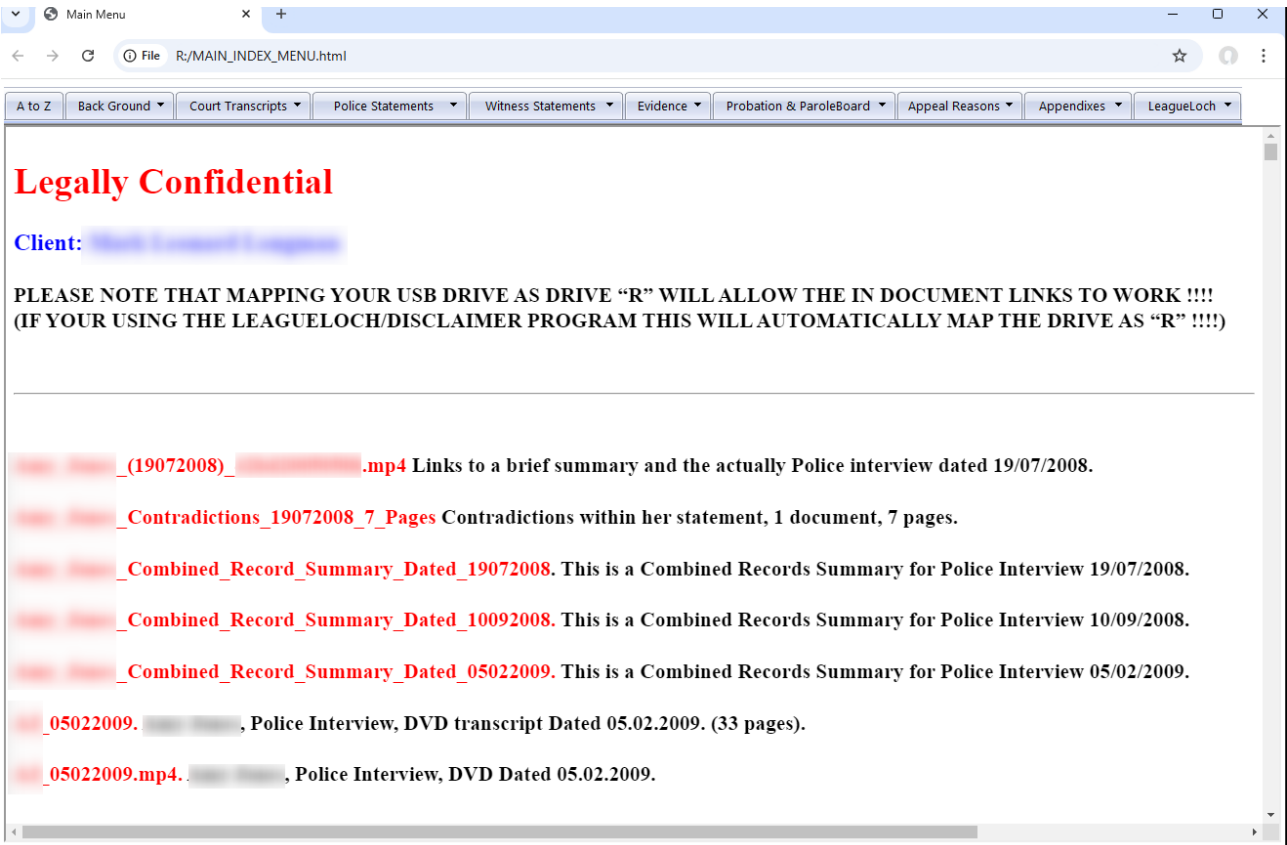 Main Menu
File R:/MAIN_INDEX_MENU.html
A to Z Back Ground Court Transcripts Police Statements Witness Statements Evidence Probation & ParoleBoard Appeal Reasons Appendixes LeagueLoch
Legally Confidential
Client:
PLEASE NOTE THAT MAPPING YOUR USB DRIVE AS DRIVE “R” WILL ALLOW THE IN DOCUMENT LINKS TO WORK !!!!
(IF YOUR USING THE LEAGUELOCH/DISCLAIMER PROGRAM THIS WILL AUTOMATICALLY MAP THE DRIVE AS “R” !!!!)
_(19072008)_ .mp4 Links to a brief summary and the actually Police interview dated 19/07/2008.
_Contradictions_19072008_7_Pages Contradictions within her statement, 1 document, 7 pages.
_Combined_Record_Summary_Dated_19072008. This is a Combined Records Summary for Police Interview 19/07/2008.
_Combined_Record_Summary_Dated_10092008. This is a Combined Records Summary for Police Interview 10/09/2008.
_Combined_Record_Summary_Dated_05022009. This is a Combined Records Summary for Police Interview 05/02/2009.
_05022009. , Police Interview, DVD transcript Dated 05.02.2009. (33 pages).
_05022009.mp4. , Police Interview, DVD Dated 05.02.2009.